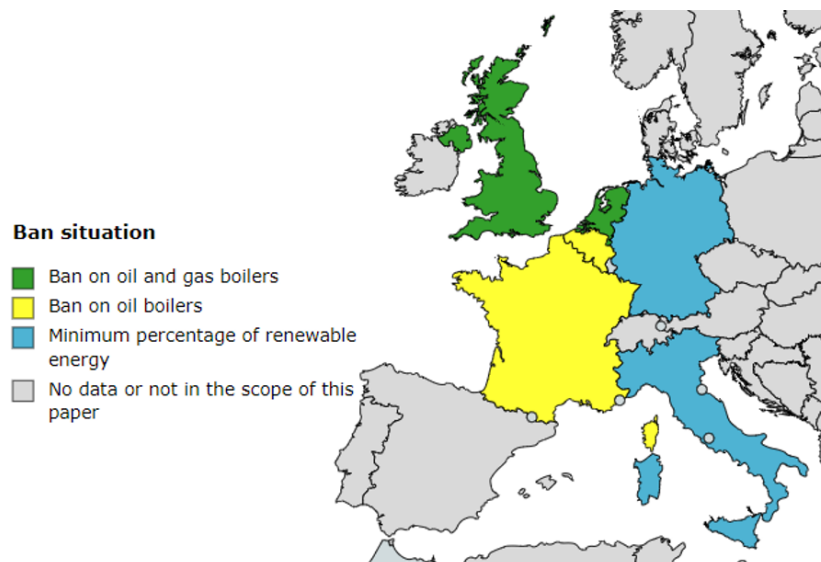 Ban situation
Ban on oil and gas boilers
Ban on oil boilers
Minimum percentage of renewable
energy
No data or not in the scope of this
paper